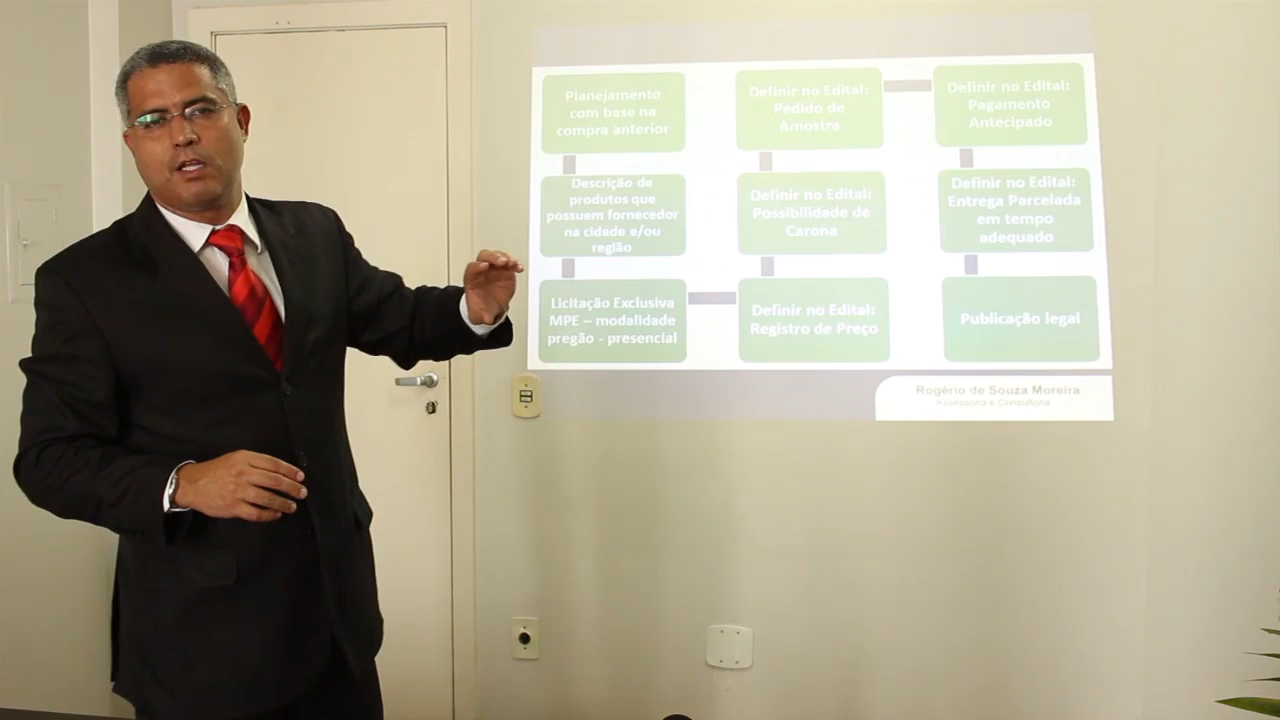 Planejamento
com base na
compra anterior
Descrição de
produtos que
possuem fornecedor
na cidade e/ou
região
Licitação Exclusiva
MPE – modalidade
pregão - presencial
Definir no Edital:
Pedido de
Amostra
Definir no Edital:
Possibilidade de
Carona
Definir no Edital:
Registro de Preço
Definir no Edital:
Pagamento
Antecipado
Definir no Edital:
Entrega Parcelada
em tempo
adequado
Publicação legal
Rogério de Souza Moreira
Assessoria e Consultoria